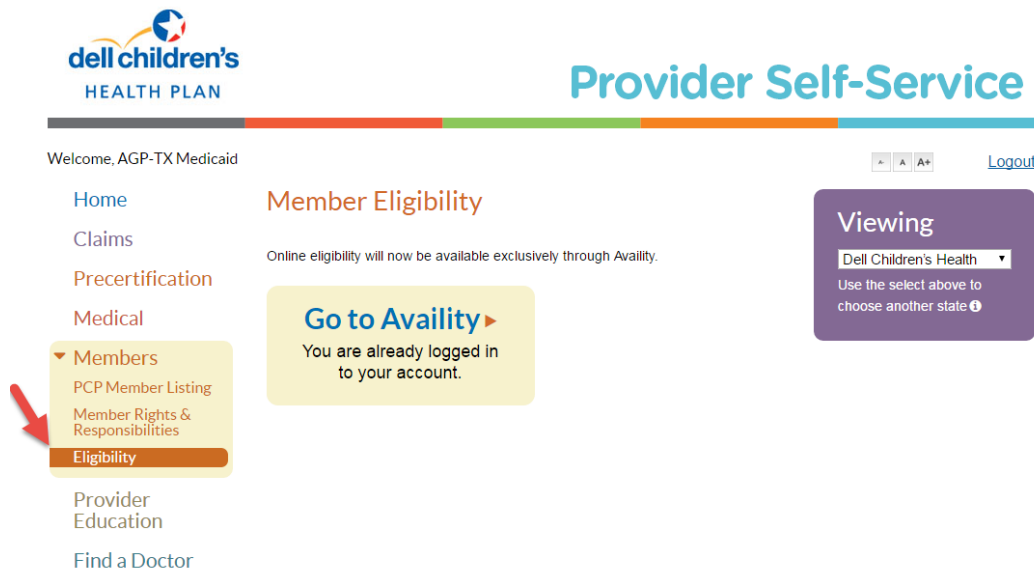 dell children's
HEALTH PLAN
Provider Self-Service
Welcome, AGP-TX Medicaid
A- A A+
Logout
Home
Claims
Precertification
Medical
Members
PCP Member Listing
Member Rights &
Responsibilities
Eligibility
Provider
Education
Find a Doctor
Member Eligibility
Online eligibility will now be available exclusively through Availity.
Go to Availity
You are already logged in
to your account.
Viewing
Dell Children's Health
Use the select above to
choose another state